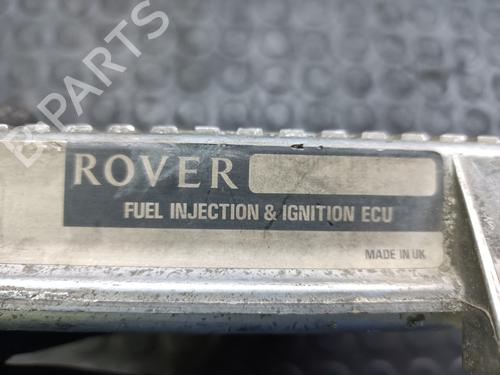 B-PARTS
ROVER
FUEL INJECTION & IGNITION ECU
MADE IN UK